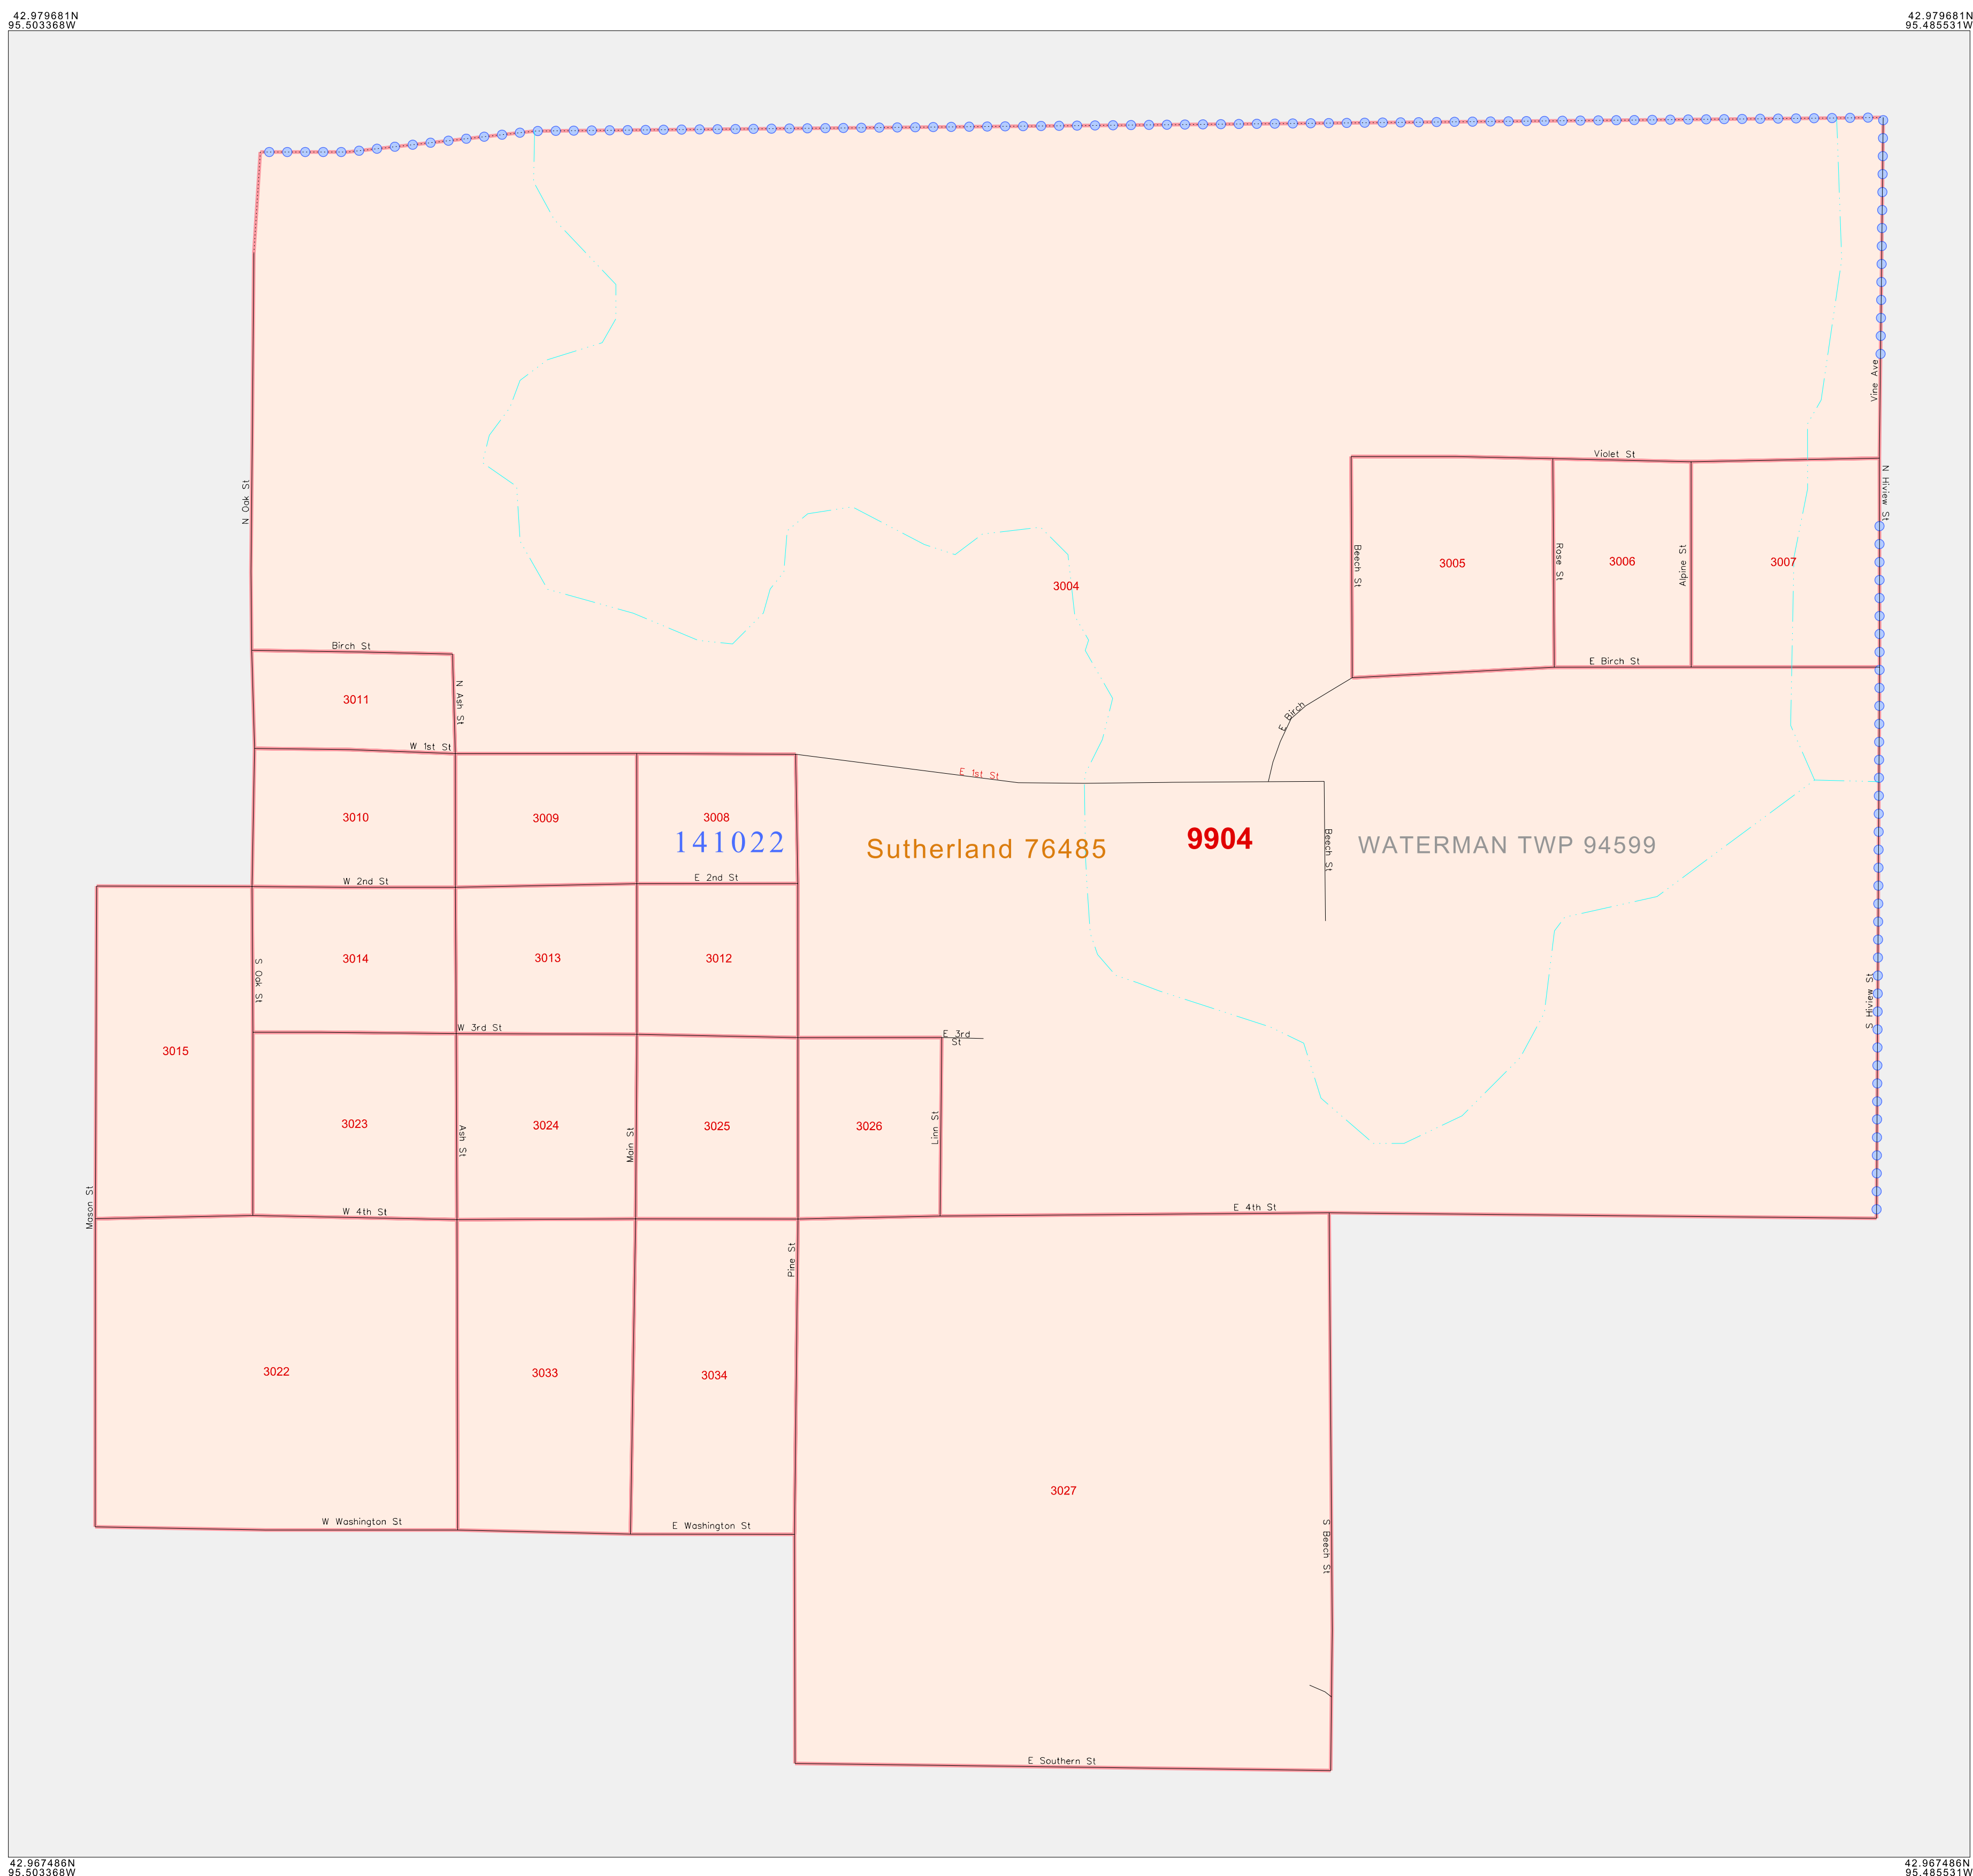 42.979681N
95.503368W
42.979681N
95.485531W
Vine Ave
Violet St
N Hiview St
N Oak St
Beech St
3005
Rose St
3006
Alpine St
3007
3004
Birch St
E Birch St
3011
N Ash St
E Birch
W 1st St
E 1st St
3010
3009
3008
141022
Sutherland 76485
9904
Beech St
WATERMAN TWP 94599
W 2nd St
E 2nd St
S Oak St
3014
3013
3012
S Hiview St
W 3rd St
E 3rd
St
3015
3023
Ash St
3024
Main St
3025
3026
Linn St
Mason St
W 4th St
E 4th St
Pine St
3022
3033
3034
3027
W Washington St
E Washington St
S Beech St
E Southern St
42.967486N
95.503368W
42.967486N
95.485531W